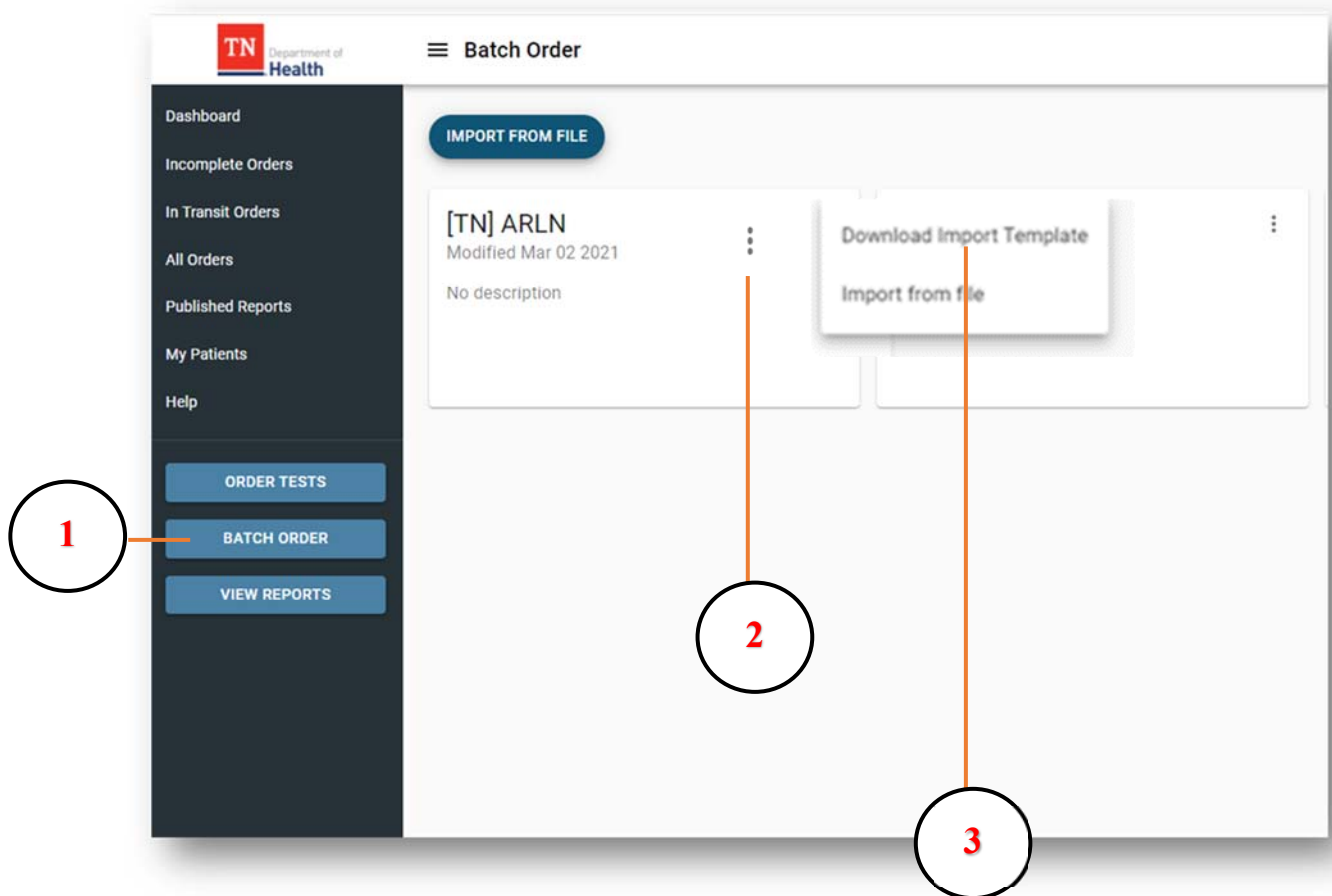 TN
Department of
Health
Batch Order
Dashboard
Incomplete Orders
In Transit Orders
All Orders
Published Reports
My Patients
Help
ORDER TESTS
BATCH ORDER
VIEW REPORTS
IMPORT FROM FILE
[TN] ARLN
Modified Mar 02 2021
No description
Download Import Template
Import from file
1
2
3